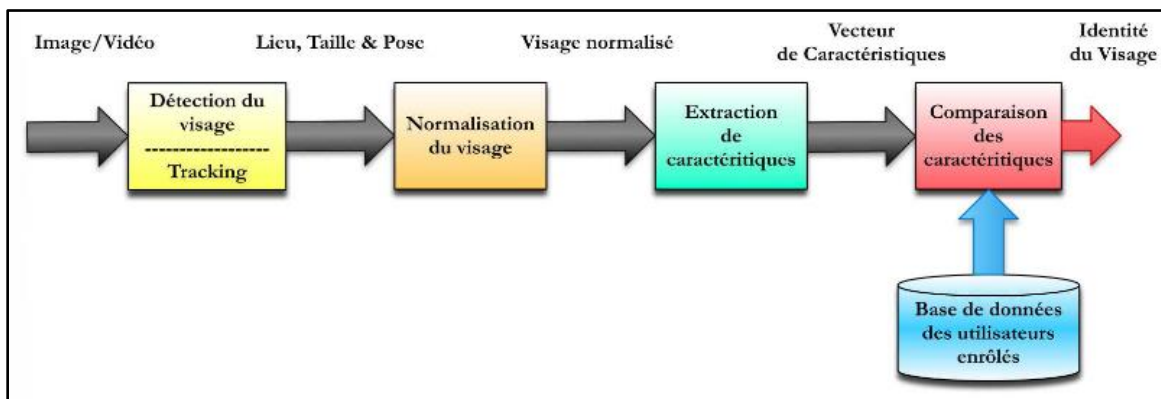 Image/Vidéo
Lieu, Taille & Pose
Visage normalisé
Vecteur
de Caractéristiques
Identité
du Visage
Détection du
visage
------------------
Tracking
Normalisation
du visage
Extraction
de
caractéritiques
Comparaison
des
caractéritiques
Base de données
des utilisateurs
enrôlés